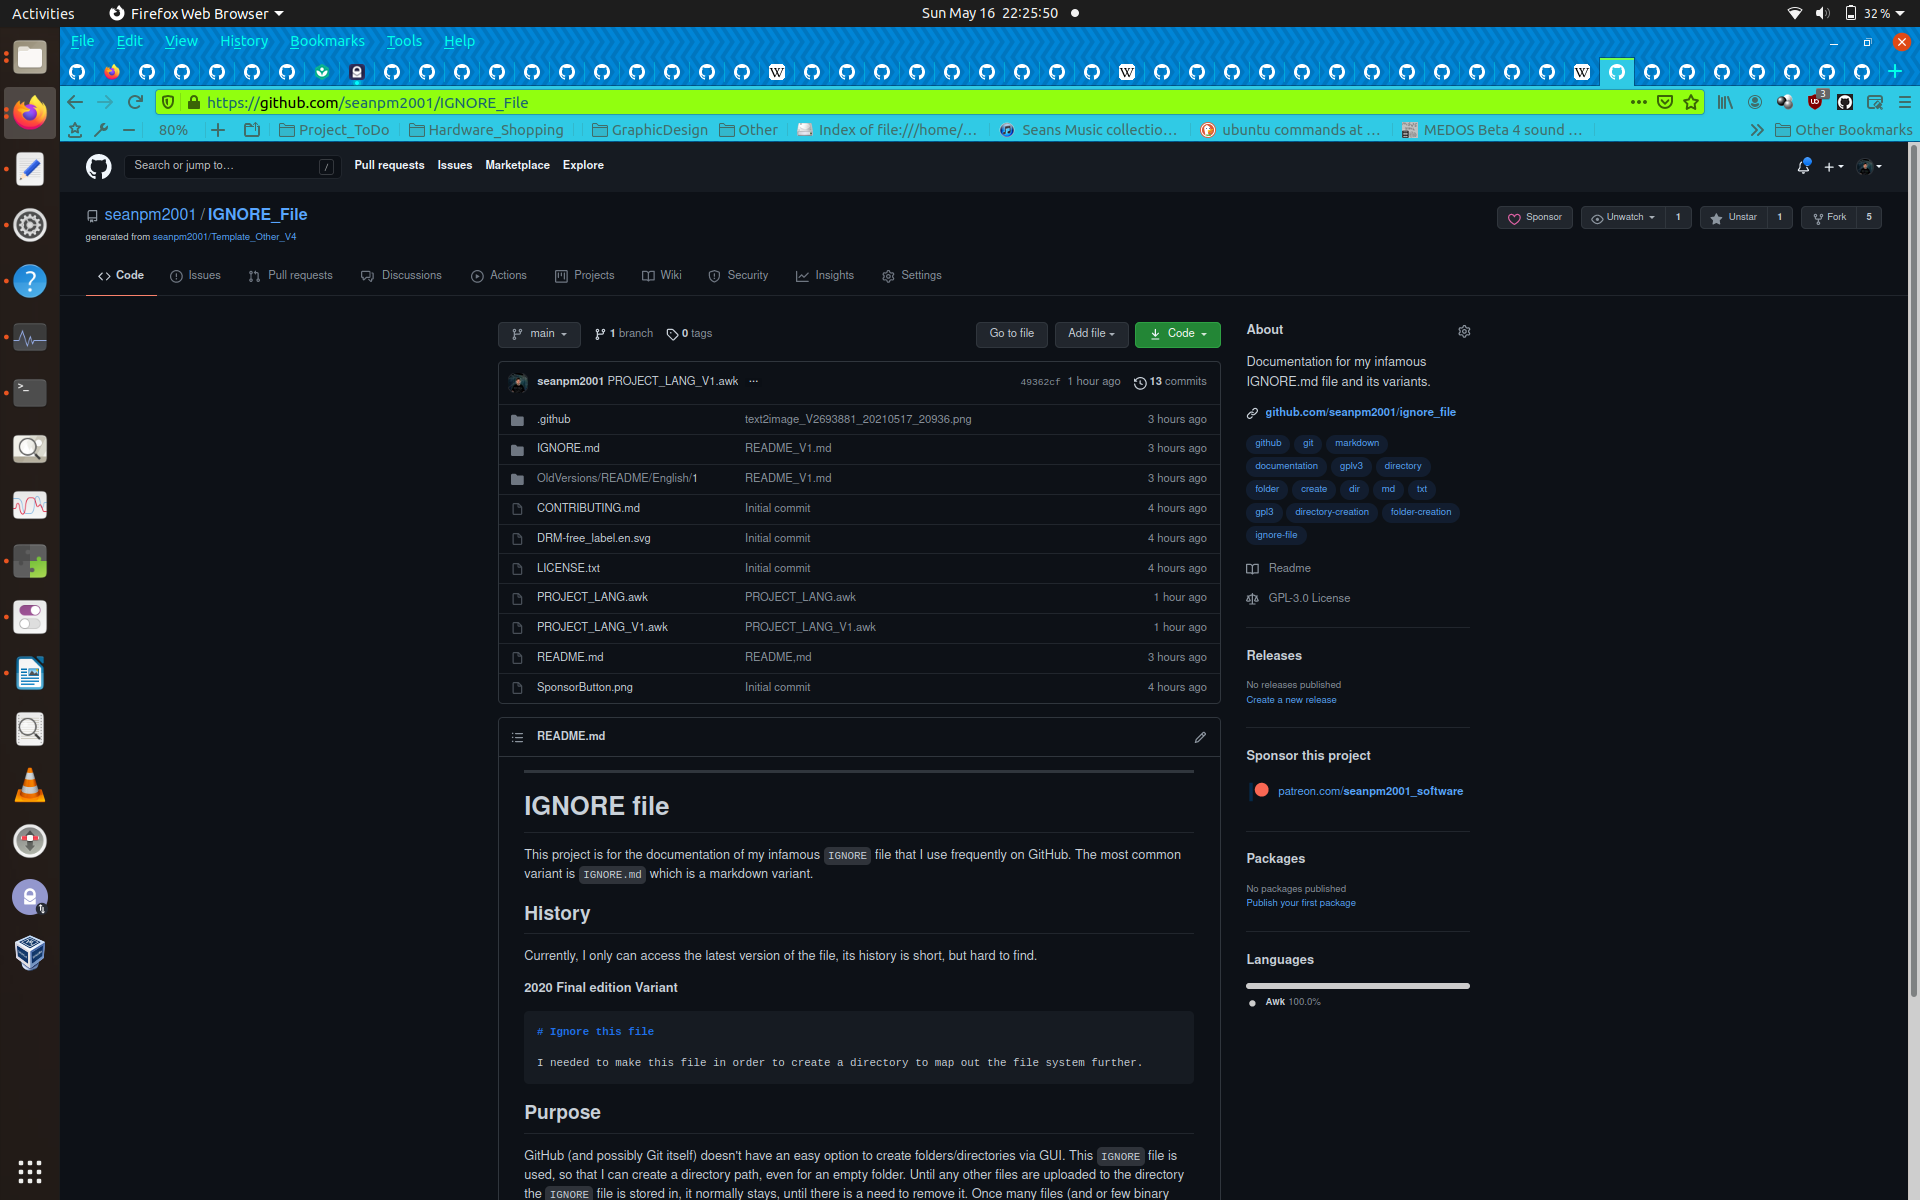 Activities
Firefox Web Browser
Sun May 16 22:25:50
32 %
File Edit View History Bookmarks Tools Help
https://github.com/seanpm2001/IGNORE_File
3
80%
Project_ToDo
Hardware_Shopping
GraphicDesign
Other
Index of file:///home/...
Seans Music collectio...
ubuntu commands at ...
MEDOS Beta 4 sound ...
Other Bookmarks
Search or jump to... /
Pull requests Issues Marketplace Explore
seanpm2001 / IGNORE_File
generated from seanpm2001/Template_Other_V4
Sponsor
Unwatch 1
Unstar 1
Fork 5
Code
Issues
Pull requests
Discussions
Actions
Projects
Wiki
Security
Insights
Settings
main
1 branch
0 tags
Go to file
Add file
Code
seanpm2001 PROJECT_LANG_V1.awk ...
49362cf 1 hour ago 13 commits
.github text2image_V2693881_20210517_20936.png 3 hours ago
IGNORE.md README_V1.md 3 hours ago
OldVersions/README/English/1 README_V1.md 3 hours ago
CONTRIBUTING.md Initial commit 4 hours ago
DRM-free_label.en.svg Initial commit 4 hours ago
LICENSE.txt Initial commit 4 hours ago
PROJECT_LANG.awk PROJECT_LANG.awk 1 hour ago
PROJECT_LANG_V1.awk PROJECT_LANG_V1.awk 1 hour ago
README.md README,md 3 hours ago
SponsorButton.png Initial commit 4 hours ago
README.md
IGNORE file
This project is for the documentation of my infamous IGNORE file that I use frequently on GitHub. The most common
variant is IGNORE.md which is a markdown variant.
History
Currently, I only can access the latest version of the file, its history is short, but hard to find.
2020 Final edition Variant
# Ignore this file
I needed to make this file in order to create a directory to map out the file system further.
Purpose
GitHub (and possibly Git itself) doesn't have an easy option to create folders/directories via GUI. This IGNORE file is
used, so that I can create a directory path, even for an empty folder. Until any other files are uploaded to the directory
the IGNORE file is stored in, it normally stays, until there is a need to remove it. Once many files (and or few binary
About
Documentation for my infamous
IGNORE.md file and its variants.
github.com/seanpm2001/ignore_file
github git markdown
documentation gplv3 directory
folder create dir md txt
gpl3 directory-creation folder-creation
ignore-file
Readme
GPL-3.0 License
Releases
No releases published
Create a new release
Sponsor this project
patreon.com/seanpm2001_software
Packages
No packages published
Publish your first package
Languages
Awk 100.0%